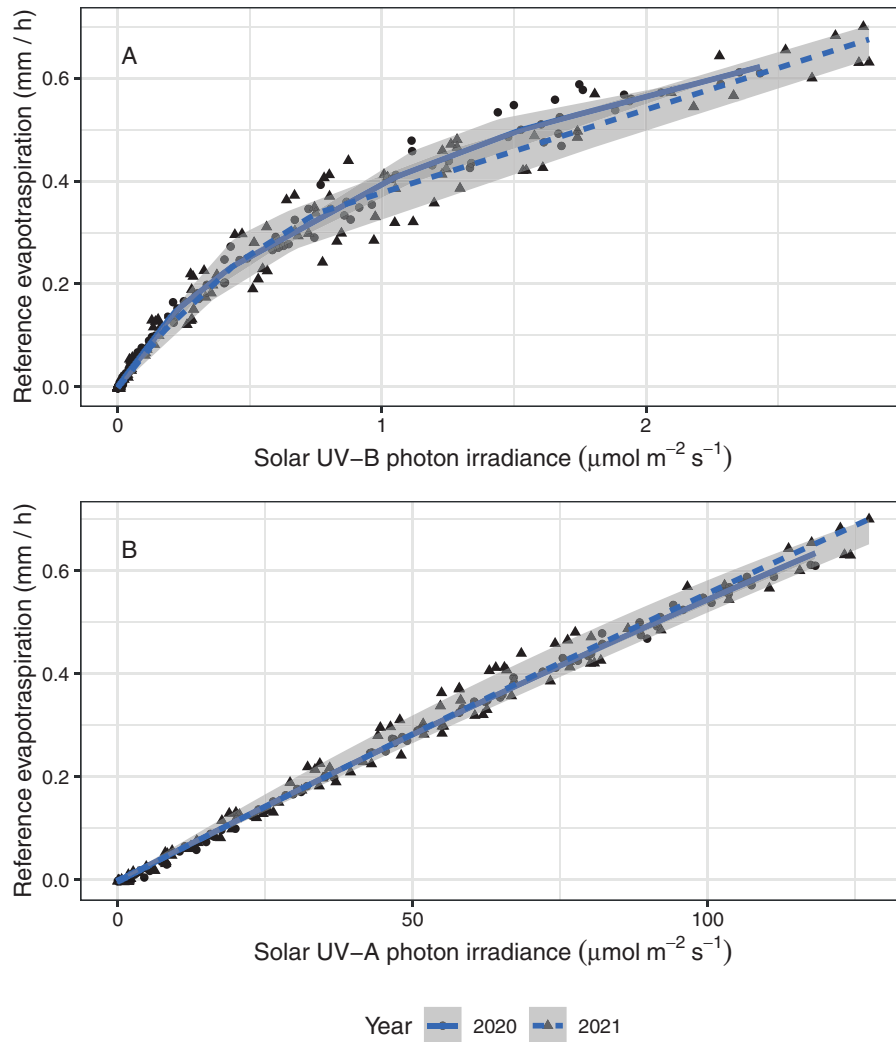 A
Reference evapotraspiration (mm / h)
0.6
0.4
0.2
0.0
0 1 2
Solar UV−B photon irradiance (μmol m⁻² s⁻¹)
B
Reference evapotraspiration (mm / h)
0.6
0.4
0.2
0.0
0 50 100
Solar UV−A photon irradiance (μmol m⁻² s⁻¹)
Year 2020 2021